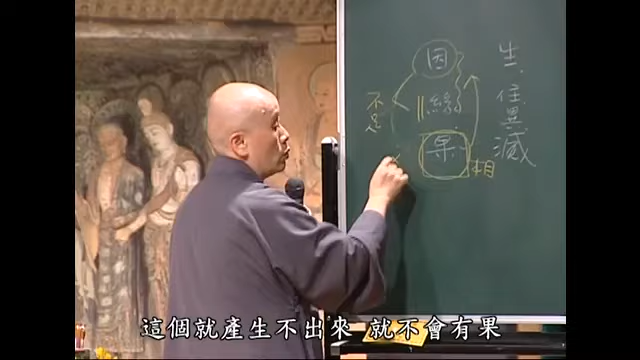 因
緣
果
相
不足
生、住異滅
這個就產生不出來 就不會有果